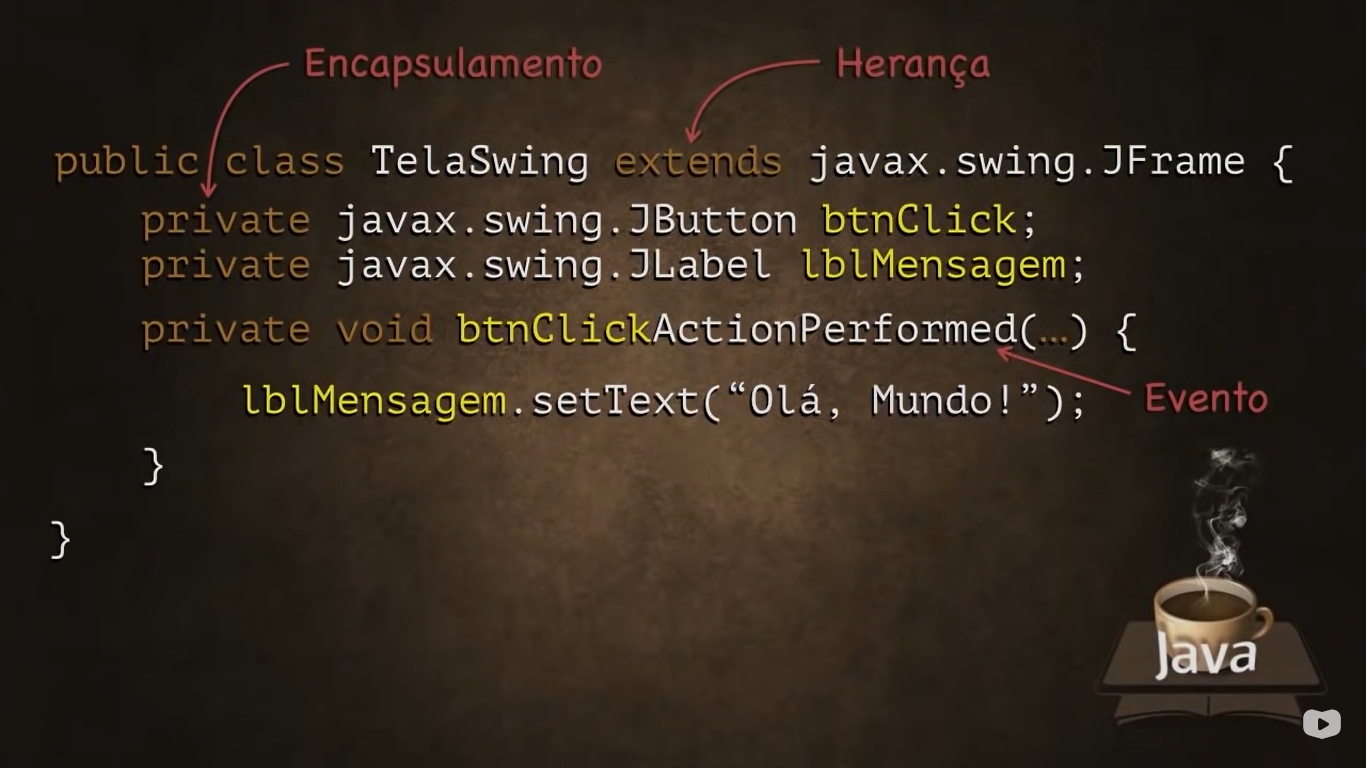 Encapsulamento
Herança
public class TelaSwing extends javax.swing.JFrame {
private javax.swing.JButton btnClick;
private javax.swing.JLabel lblMensagem;
private void btnClickActionPerformed(…) {
lblMensagem.setText(“Olá, Mundo!”);
Evento
}
}
Java